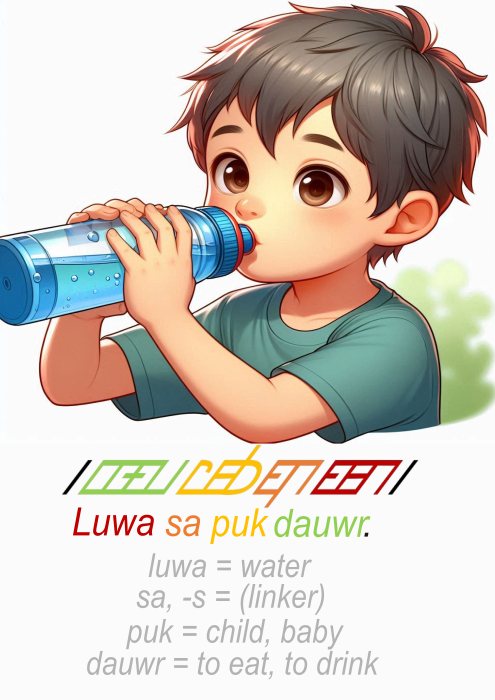 Luwa sa puk dauwr.
luwa = water
sa, -s = (linker)
puk = child, baby
dauwr = to eat, to drink